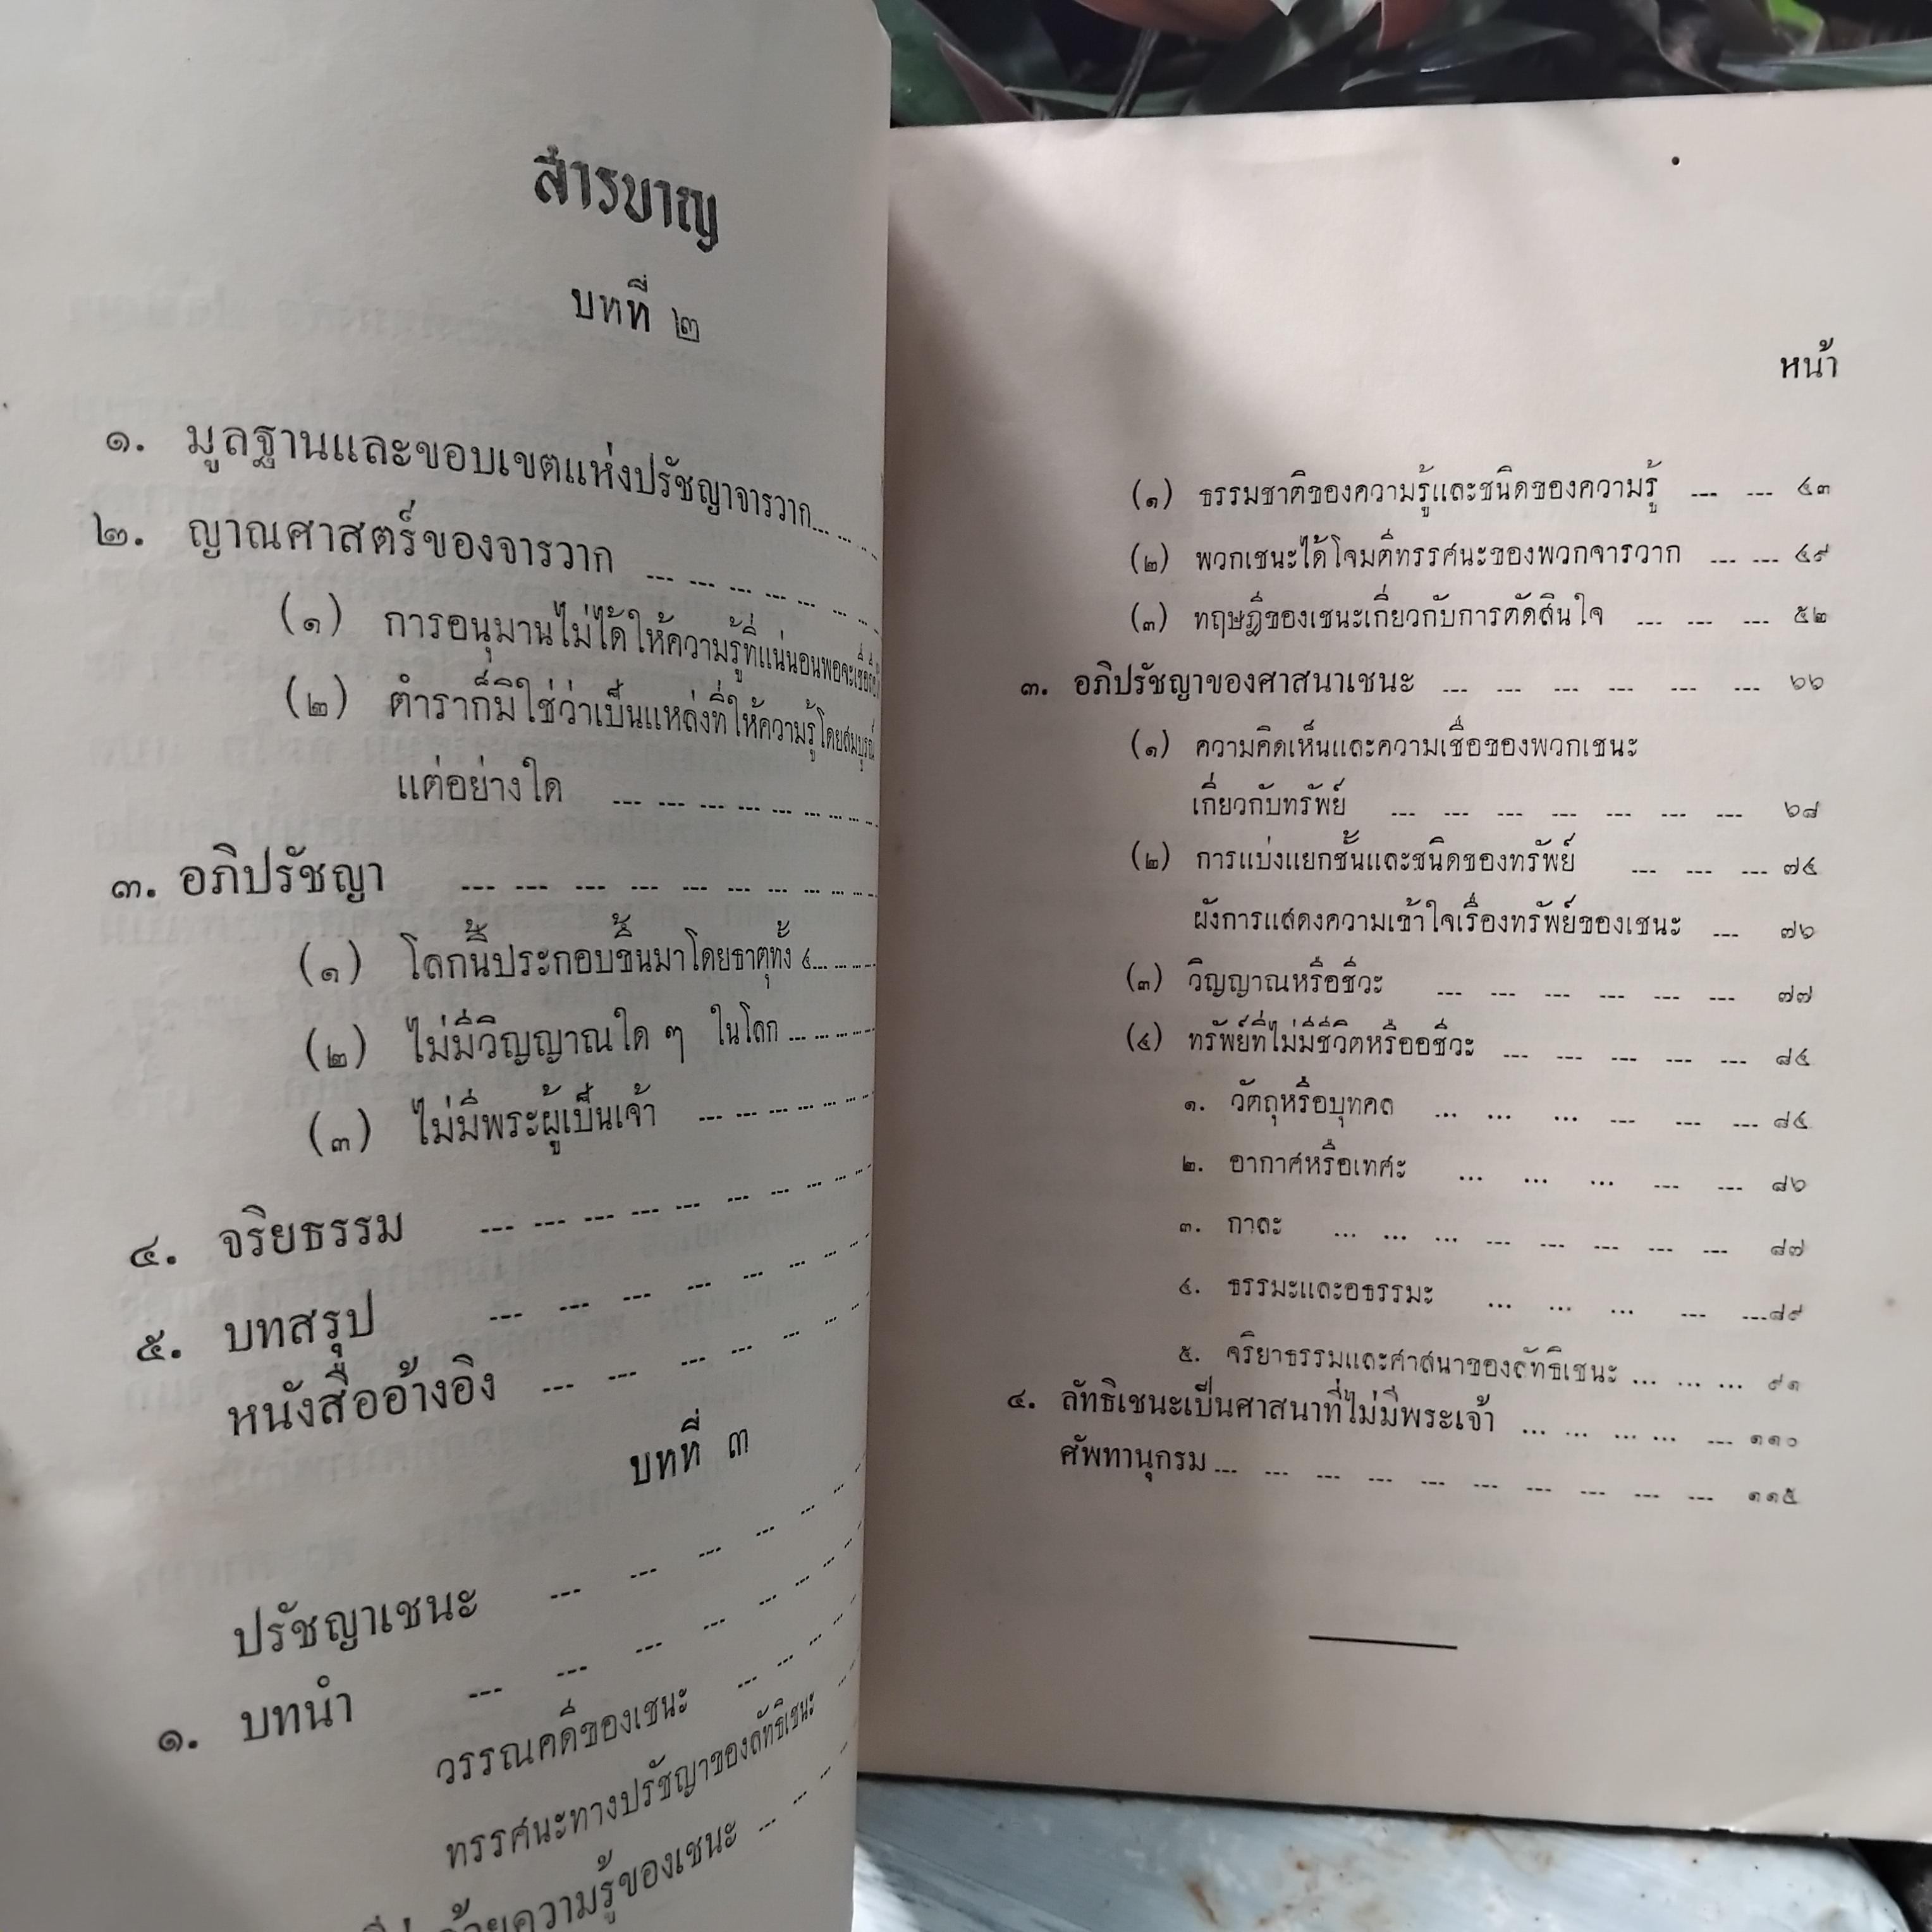 สารบาญ
บทที่ ๒
๑. มูลฐานและขอบเขตแห่งปรัชญาจารวาก... ... ...
๒. ญาณศาสตร์ของจารวาก ... ... ... ... ... ...
(๑) การอนุมานไม่ได้ให้ความรู้ที่แน่นอนพอจะเชื่อ
(๒) ตำราก็มิใช่ว่าเป็นแหล่งที่ให้ความรู้โดยสมบูรณ์
แต่อย่างใด ... ... ... ... ... ... ... ...
๓. อภิปรัชญา ... ... ... ... ... ... ... ... ...
(๑) โลกนี้ประกอบขึ้นมาโดยธาตุทั้ง ๔... ... ...
(๒) ไม่มีวิญญาณใด ๆ ในโลก ... ... ... ...
(๓) ไม่มีพระผู้เป็นเจ้า ... ... ... ... ... ... ...
๔. จริยธรรม ... ... ... ... ... ... ... ... ... ...
๕. บทสรุป ... ... ... ... ... ... ... ...
หนังสืออ้างอิง ... ... ... ... ... ...
บทที่ ๓
ปรัชญาเชนะ ... ... ... ... ... ...
๑. บทนำ ... ... ... ... ... ... ...
วรรณคดีของเชนะ ... ... ... ...
ทรรศนะทางปรัชญาของลัทธิเชนะ ...
ด้วยความรู้ของเชนะ ... ... ...
หน้า
(๑) ธรรมชาติของความรู้และชนิดของความรู้ ... ... ๔๓
(๒) พวกเชนะได้โจมตีทรรศนะของพวกจารวาก ... ... ๔๙
(๓) ทฤษฎีของเชนะเกี่ยวกับการตัดสินใจ ... ... ... ๕๒
๓. อภิปรัชญาของศาสนาเชนะ ... ... ... ... ... ... ๖๖
(๑) ความคิดเห็นและความเชื่อของพวกเชนะ
เกี่ยวกับทรัพย์ ... ... ... ... ... ... ... ๖๘
(๒) การแบ่งแยกชั้นและชนิดของทรัพย์ ... ... ... ๗๔
ผังการแสดงความเข้าใจเรื่องทรัพย์ของเชนะ ... ๗๖
(๓) วิญญาณหรือชีวะ ... ... ... ... ... ... ๗๗
(๔) ทรัพย์ที่ไม่มีชีวิตหรืออชีวะ ... ... ... ... ... ๘๔
๑. วัตถุหรือบุทคล ... ... ... ... ... ... ๘๔
๒. อากาศหรือเทศะ ... ... ... ... ... ๘๖
๓. กาละ ... ... ... ... ... ... ... ... ๘๗
๔. ธรรมะและอธรรมะ ... ... ... ... ...๘๙
๕. จริยาธรรมและศาสนาของลัทธิเชนะ ... ... ... ๙๑
๔. ลัทธิเชนะเป็นศาสนาที่ไม่มีพระเจ้า ... ... ... ... ... ๑๑๐
ศัพทานุกรม... ... ... ... ... ... ... ... ... ... ๑๑๕